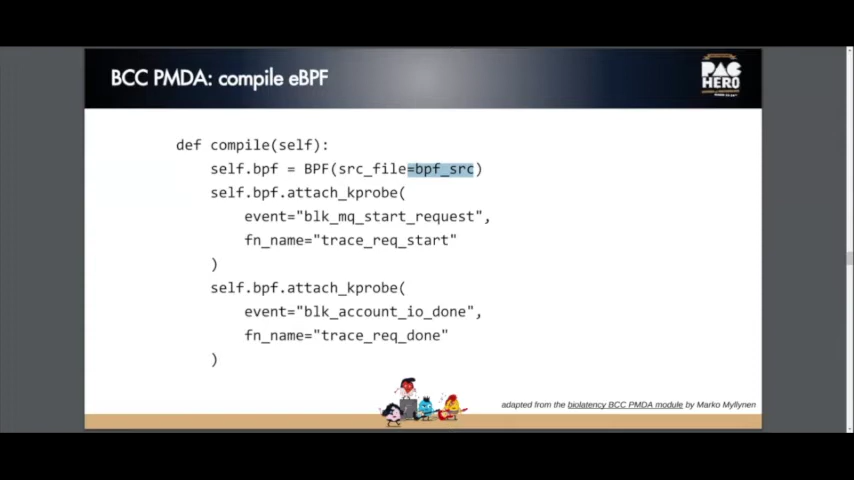 BCC PMDA: compile eBPF
PAC
HERO
def compile(self):
self.bpf = BPF(src_file=bpf_src)
self.bpf.attach_kprobe(
event="blk_mq_start_request",
fn_name="trace_req_start"
)
self.bpf.attach_kprobe(
event="blk_account_io_done",
fn_name="trace_req_done"
)
adapted from the biolatency BCC PMDA module by Marko Myllynen